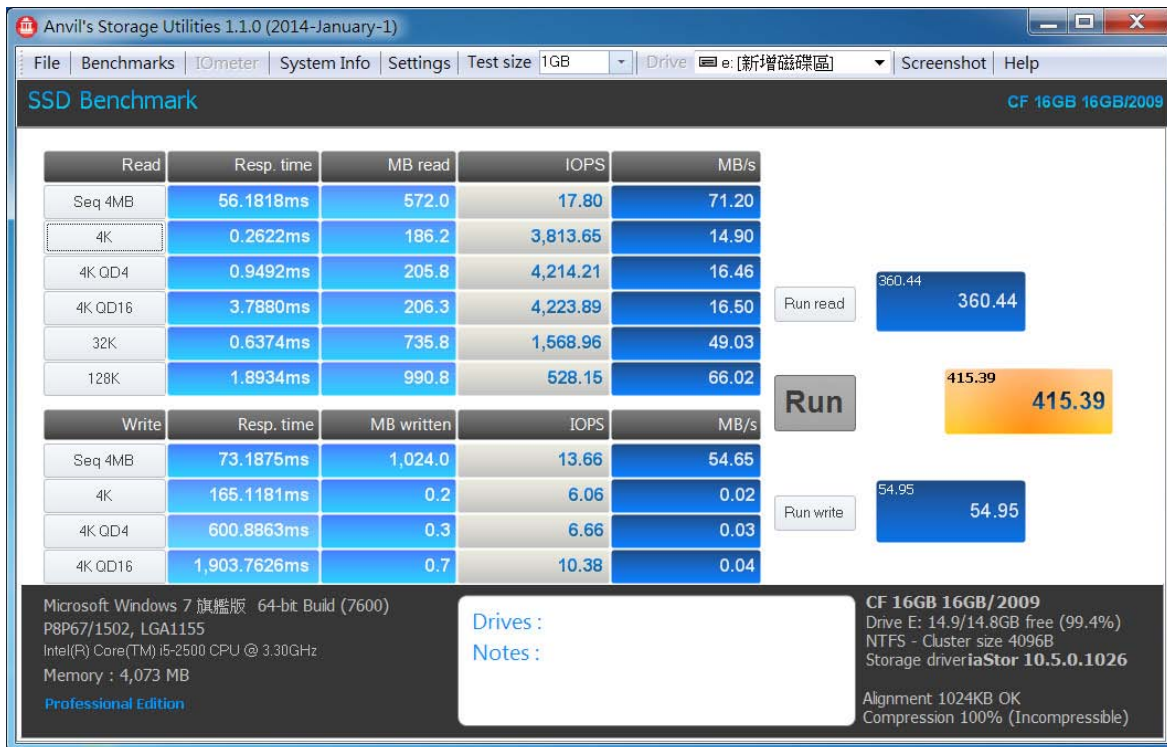 Anvil's Storage Utilities 1.1.0 (2014-January-1)
File Benchmarks IOmeter System Info Settings Test size 1GB Drive e: [新增磁碟區] Screenshot Help
SSD Benchmark CF 16GB 16GB/2009
Read Resp. time MB read IOPS MB/s
Seq 4MB 56.1818ms 572.0 17.80 71.20
4K 0.2622ms 186.2 3,813.65 14.90
4K QD4 0.9492ms 205.8 4,214.21 16.46
4K QD16 3.7880ms 206.3 4,223.89 16.50
32K 0.6374ms 735.8 1,568.96 49.03
128K 1.8934ms 990.8 528.15 66.02
Run read 360.44 360.44
Run 415.39 415.39
Write Resp. time MB written IOPS MB/s
Seq 4MB 73.1875ms 1,024.0 13.66 54.65
4K 165.1181ms 0.2 6.06 0.02
4K QD4 600.8863ms 0.3 6.66 0.03
4K QD16 1,903.7626ms 0.7 10.38 0.04
Run write 54.95 54.95
Microsoft Windows 7 旗艦版 64-bit Build (7600)
P8P67/1502, LGA1155
Intel(R) Core(TM) i5-2500 CPU @ 3.30GHz
Memory : 4,073 MB
Professional Edition
Drives :
Notes :
CF 16GB 16GB/2009
Drive E: 14.9/14.8GB free (99.4%)
NTFS - Cluster size 4096B
Storage driveriaStor 10.5.0.1026
Alignment 1024KB OK
Compression 100% (Incompressible)